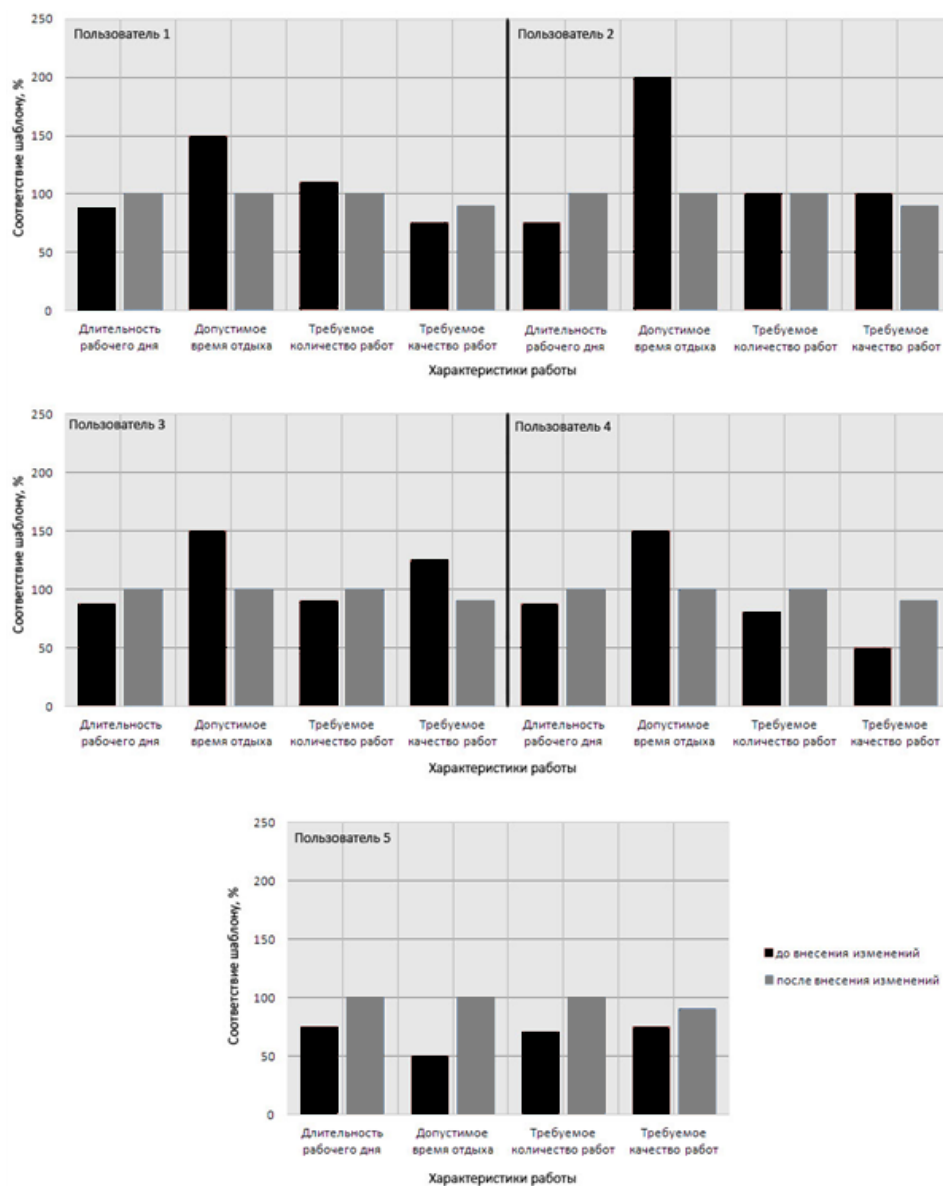 Пользователь 1
Пользователь 2
Соответствие шаблону, %
250
200
150
100
50
0
Длительность рабочего дня
Допустимое время отдыха
Требуемое количество работ
Требуемое качество работ
Длительность рабочего дня
Допустимое время отдыха
Требуемое количество работ
Требуемое качество работ
Характеристики работы
Пользователь 3
Пользователь 4
Соответствие шаблону, %
250
200
150
100
50
0
Длительность рабочего дня
Допустимое время отдыха
Требуемое количество работ
Требуемое качество работ
Длительность рабочего дня
Допустимое время отдыха
Требуемое количество работ
Требуемое качество работ
Характеристики работы
Пользователь 5
Соответствие шаблону, %
250
200
150
100
50
0
Длительность рабочего дня
Допустимое время отдыха
Требуемое количество работ
Требуемое качество работ
Характеристики работы
до внесения изменений
после внесения изменений